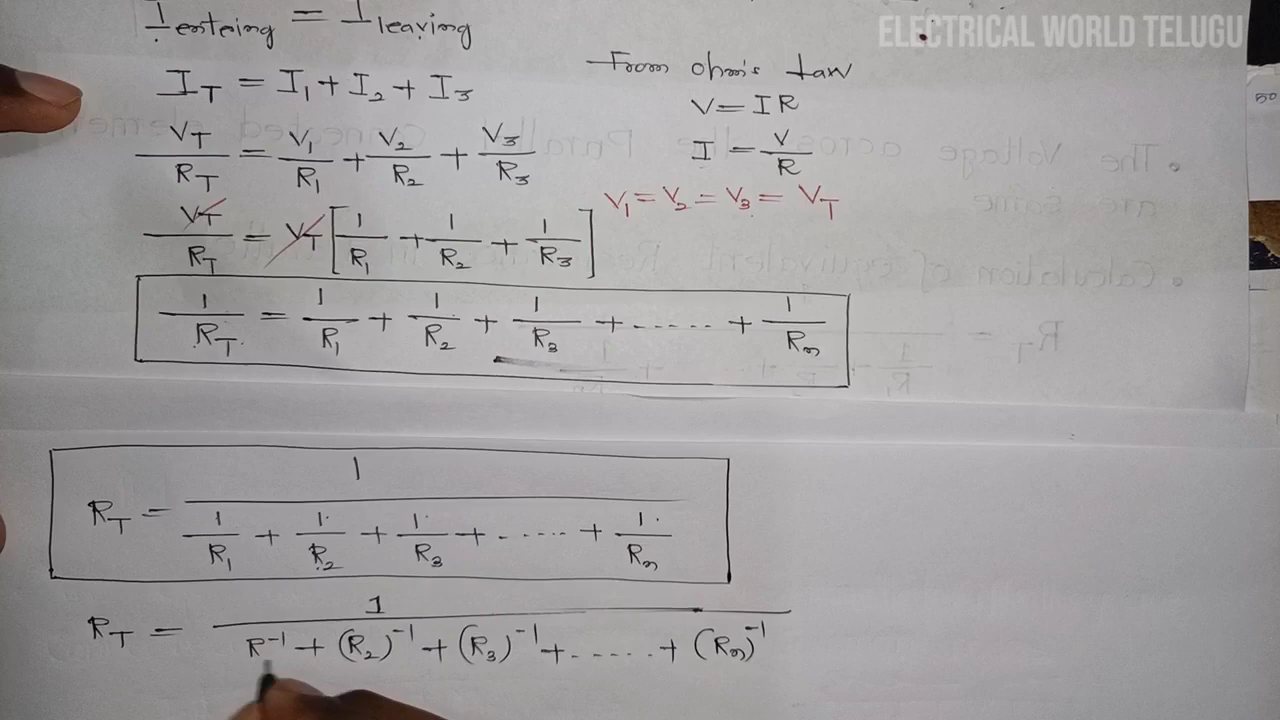 ELECTRICAL WORLD TELUGU
I entering = I leaving
I_T = I_1 + I_2 + I_3
From ohm's Law
V = IR
I = V/R
V_T/R_T = V_1/R_1 + V_2/R_2 + V_3/R_3
V_1 = V_2 = V_3 = V_T
V_T/R_T = V_T [1/R_1 + 1/R_2 + 1/R_3]
1/R_T = 1/R_1 + 1/R_2 + 1/R_3 + ..... + 1/R_n
R_T = 1/(1/R_1 + 1/R_2 + 1/R_3 + ..... + 1/R_n)
R_T = 1/(R^-1 + (R_2)^-1 + (R_3)^-1 + ..... + (R_n)^-1)
50